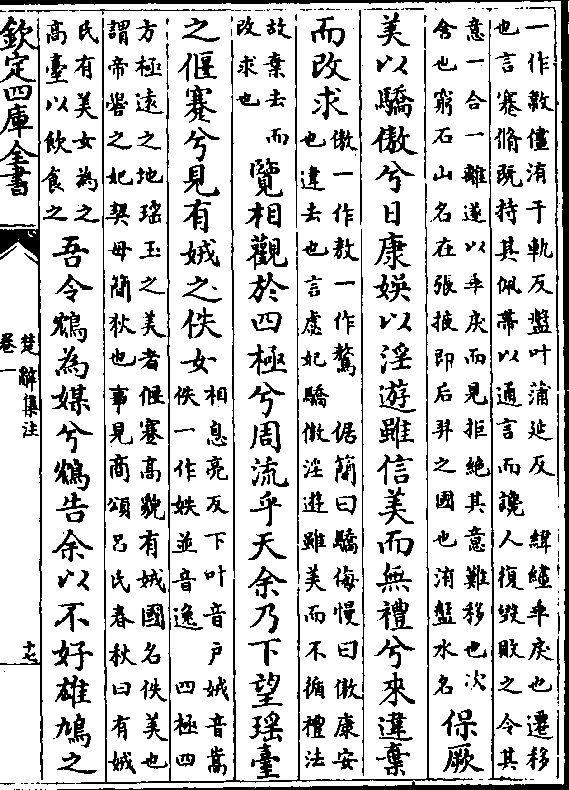 一作敵儘洧于軌反盤叶蒲延反　緯繣乖戾也遷移
也言蹇脩既持其佩帶以通言而讒人復毁敗之令其
意一合一離遂以乖戾而見拒絶其意難移也次
舍也窮石山名在張掖即后羿之國也洧盤水名
保厥
美以驕傲兮日康娱以淫遊雖信美而無禮兮來違棄
而改求
傲一作敖一作驁　倨簡曰驕侮慢曰傲康安
也違去也言虙妃驕傲淫遊雖美而不循禮法
故棄去而
改求也
覽相觀於四極兮周流乎天余乃下望瑶臺
之偃蹇兮見有娀之佚女
相息亮反下叶音户娀音嵩
佚一作妷並音逸　四極四
方極遠之地瑶玉之美者偃蹇高貌有娀國名佚美也
謂帝嚳之妃契母簡狄也事見商頌吕氏春秋曰有娀
氏有美女為之
高臺以飲食之
吾令鴆為媒兮鴆告余以不好雄鳩之
欽定四庫全書
楚辭集注
卷一
十七